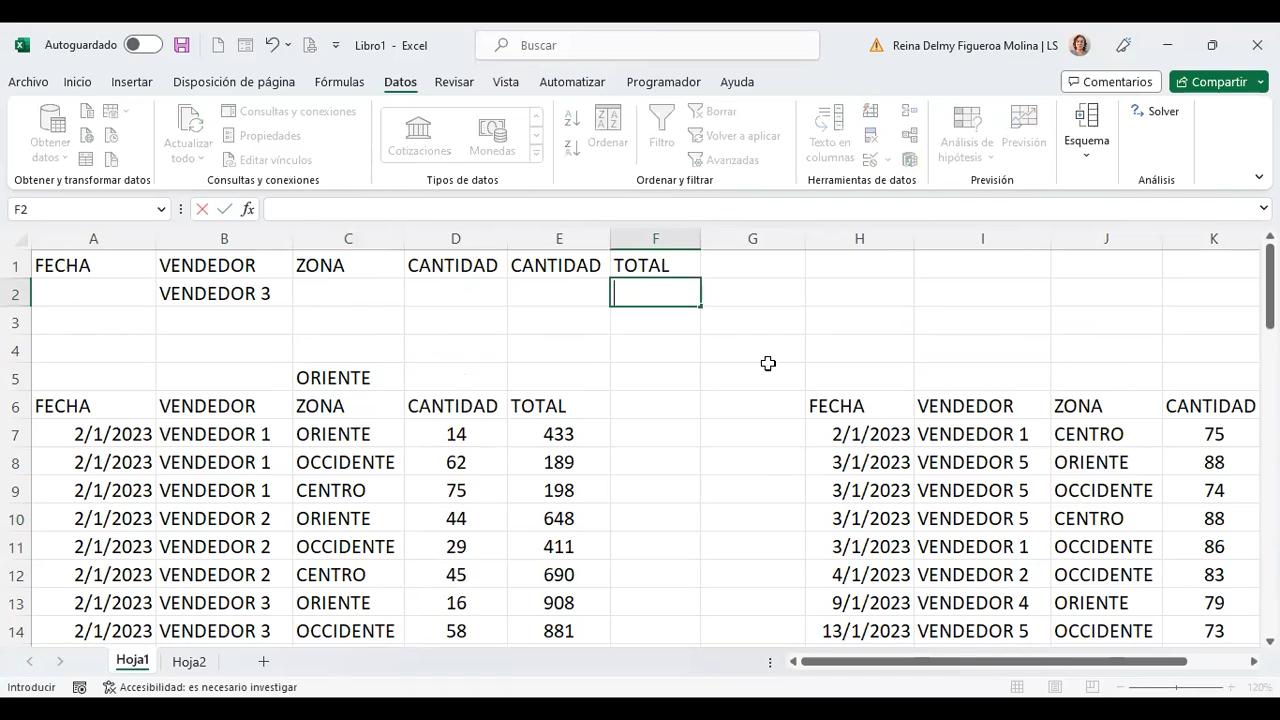 Autoguardado
Libro1 - Excel
Buscar
Reina Delmy Figueroa Molina | LS
Archivo Inicio Insertar Disposición de página Fórmulas Datos Revisar Vista Automatizar Programador Ayuda
Comentarios Compartir
Obtener datos
Actualizar todo
Consultas y conexiones
Propiedades
Editar vínculos
Cotizaciones Monedas
Ordenar
Filtro
Borrar
Volver a aplicar
Avanzadas
Texto en columnas
Análisis de hipótesis
Previsión
Esquema
Solver
Obtener y transformar datos Consultas y conexiones Tipos de datos Ordenar y filtrar Herramientas de datos Previsión Análisis
F2 fx
A B C D E F G H I J K
1 FECHA VENDEDOR ZONA CANTIDAD CANTIDAD TOTAL
2 VENDEDOR 3
3
4
5 ORIENTE
6 FECHA VENDEDOR ZONA CANTIDAD TOTAL FECHA VENDEDOR ZONA CANTIDAD
7 2/1/2023 VENDEDOR 1 ORIENTE 14 433 2/1/2023 VENDEDOR 1 CENTRO 75
8 2/1/2023 VENDEDOR 1 OCCIDENTE 62 189 3/1/2023 VENDEDOR 5 ORIENTE 88
9 2/1/2023 VENDEDOR 1 CENTRO 75 198 3/1/2023 VENDEDOR 5 OCCIDENTE 74
10 2/1/2023 VENDEDOR 2 ORIENTE 44 648 3/1/2023 VENDEDOR 5 CENTRO 88
11 2/1/2023 VENDEDOR 2 OCCIDENTE 29 411 3/1/2023 VENDEDOR 1 OCCIDENTE 86
12 2/1/2023 VENDEDOR 2 CENTRO 45 690 4/1/2023 VENDEDOR 2 OCCIDENTE 83
13 2/1/2023 VENDEDOR 3 ORIENTE 16 908 9/1/2023 VENDEDOR 4 ORIENTE 79
14 2/1/2023 VENDEDOR 3 OCCIDENTE 58 881 13/1/2023 VENDEDOR 5 OCCIDENTE 73
Hoja1 Hoja2
Introducir Accesibilidad: es necesario investigar 120%